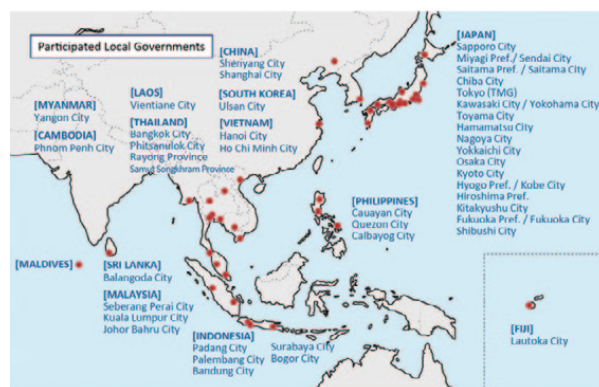 Participated Local Governments
[CHINA]
Shenyang City
Shanghai City
[LAOS]
Vientiane City
[SOUTH KOREA]
Ulsan City
[MYANMAR]
Yangon City
[CAMBODIA]
Phnom Penh City
[THAILAND]
Bangkok City
Phitsanulok City
Rayong Province
Samut Songkhram Province
[VIETNAM]
Hanoi City
Ho Chi Minh City
[JAPAN]
Sapporo City
Miyagi Pref./ Sendai City
Saitama Pref. / Saitama City
Chiba City
Tokyo (TMG)
Kawasaki City / Yokohama City
Toyama City
Hamamatsu City
Nagoya City
Yokkaichi City
Osaka City
Kyoto City
Hyogo Pref. / Kobe City
Hiroshima Pref.
Kitakyushu City
Fukuoka Pref. / Fukuoka City
Shibushi City
[PHILIPPINES]
Cauayan City
Quezon City
Calbayog City
[MALDIVES]
[SRI LANKA]
Balangoda City
[MALAYSIA]
Seberang Perai City
Kuala Lumpur City
Johor Bahru City
[INDONESIA]
Padang City
Palembang City
Bandung City
Surabaya City
Bogor City
[FIJI]
Lautoka City